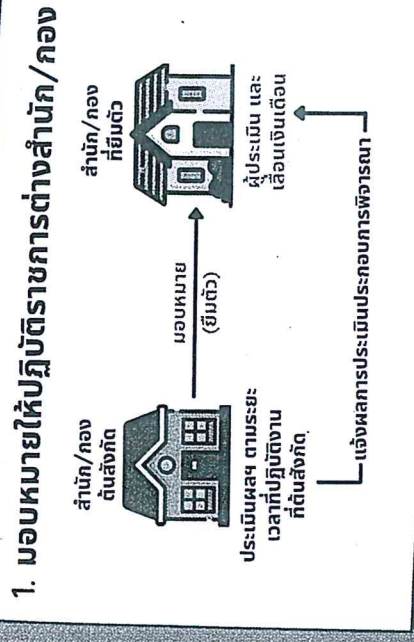 1. มอบหมายให้ปฏิบัติราชการต่างสำนัก/กอง
สำนัก/กอง
ต้นสังกัด
ประเมินผลฯ ตามระยะ
เวลาที่ปฏิบัติงาน
ที่ต้นสังกัด
มอบหมาย
(ยืมตัว)
สำนัก/กอง
ที่ยืมตัว
ผู้ประเมิน และ
เลื่อนเงินเดือน
แจ้งผลการประเมินประกอบการพิจารณา